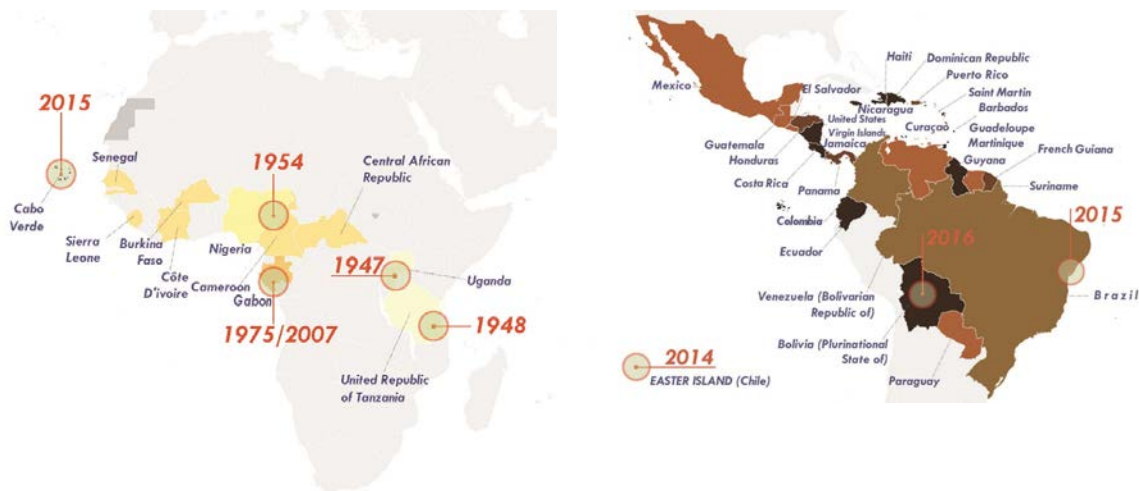 2015
Senegal
1954
Central African
Republic
Cabo
Verde
Sierra
Leone
Burkina
Faso
Côte
D'ivoire
Nigeria
Cameroon
Gabon
1947
Uganda
1975/2007
1948
United Republic
of Tanzania
Haiti
Dominican Republic
Puerto Rico
Mexico
El Salvador
Saint Martin
Nicaragua
Barbados
United States
Virgin Islands
Curaçao
Guadeloupe
Martinique
Guatemala
Jamaica
Honduras
Guyana
French Guiana
Costa Rica
Panama
Suriname
Colombia
2015
Ecuador
2016
Venezuela (Bolivarian
Republic of)
Brazil
Bolivia (Plurinational
State of)
2014
EASTER ISLAND (Chile)
Paraguay